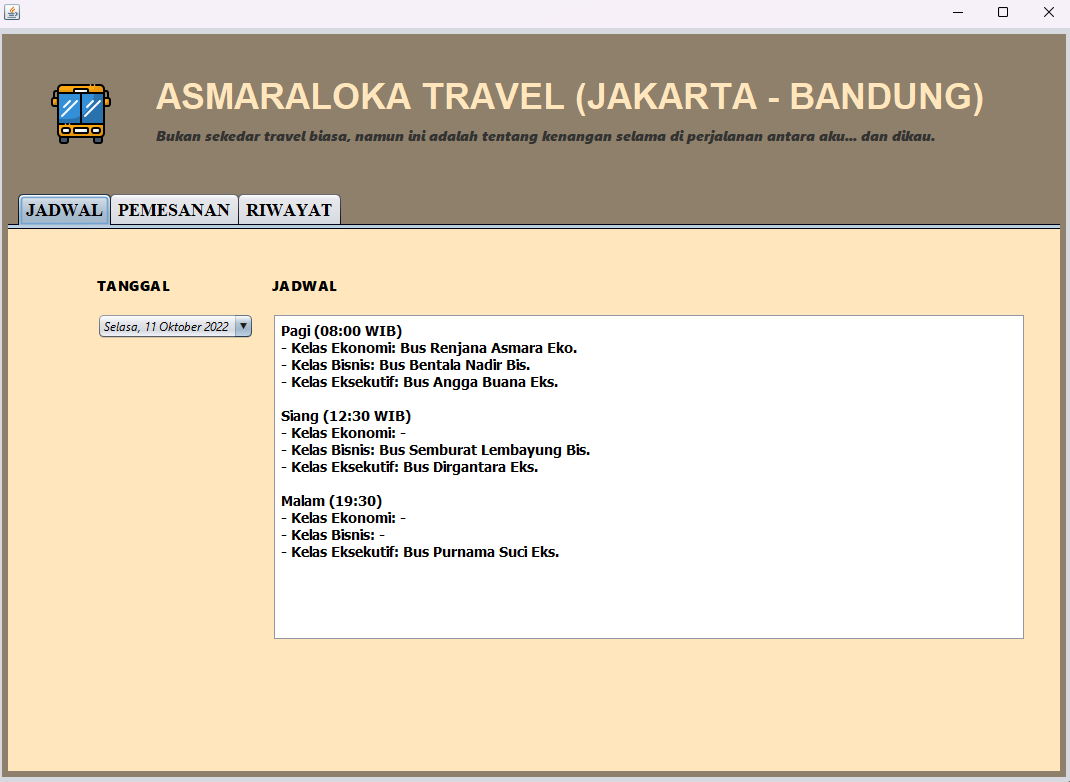 ASMARALOKA TRAVEL (JAKARTA - BANDUNG)
Bukan sekedar travel biasa, namun ini adalah tentang kenangan selama di perjalanan antara aku... dan dikau.
JADWAL PEMESANAN RIWAYAT
TANGGAL JADWAL
Selasa, 11 Oktober 2022
Pagi (08:00 WIB)
- Kelas Ekonomi: Bus Renjana Asmara Eko.
- Kelas Bisnis: Bus Bentala Nadir Bis.
- Kelas Eksekutif: Bus Angga Buana Eks.
Siang (12:30 WIB)
- Kelas Ekonomi: -
- Kelas Bisnis: Bus Semburat Lembayung Bis.
- Kelas Eksekutif: Bus Dirgantara Eks.
Malam (19:30)
- Kelas Ekonomi: -
- Kelas Bisnis: -
- Kelas Eksekutif: Bus Purnama Suci Eks.